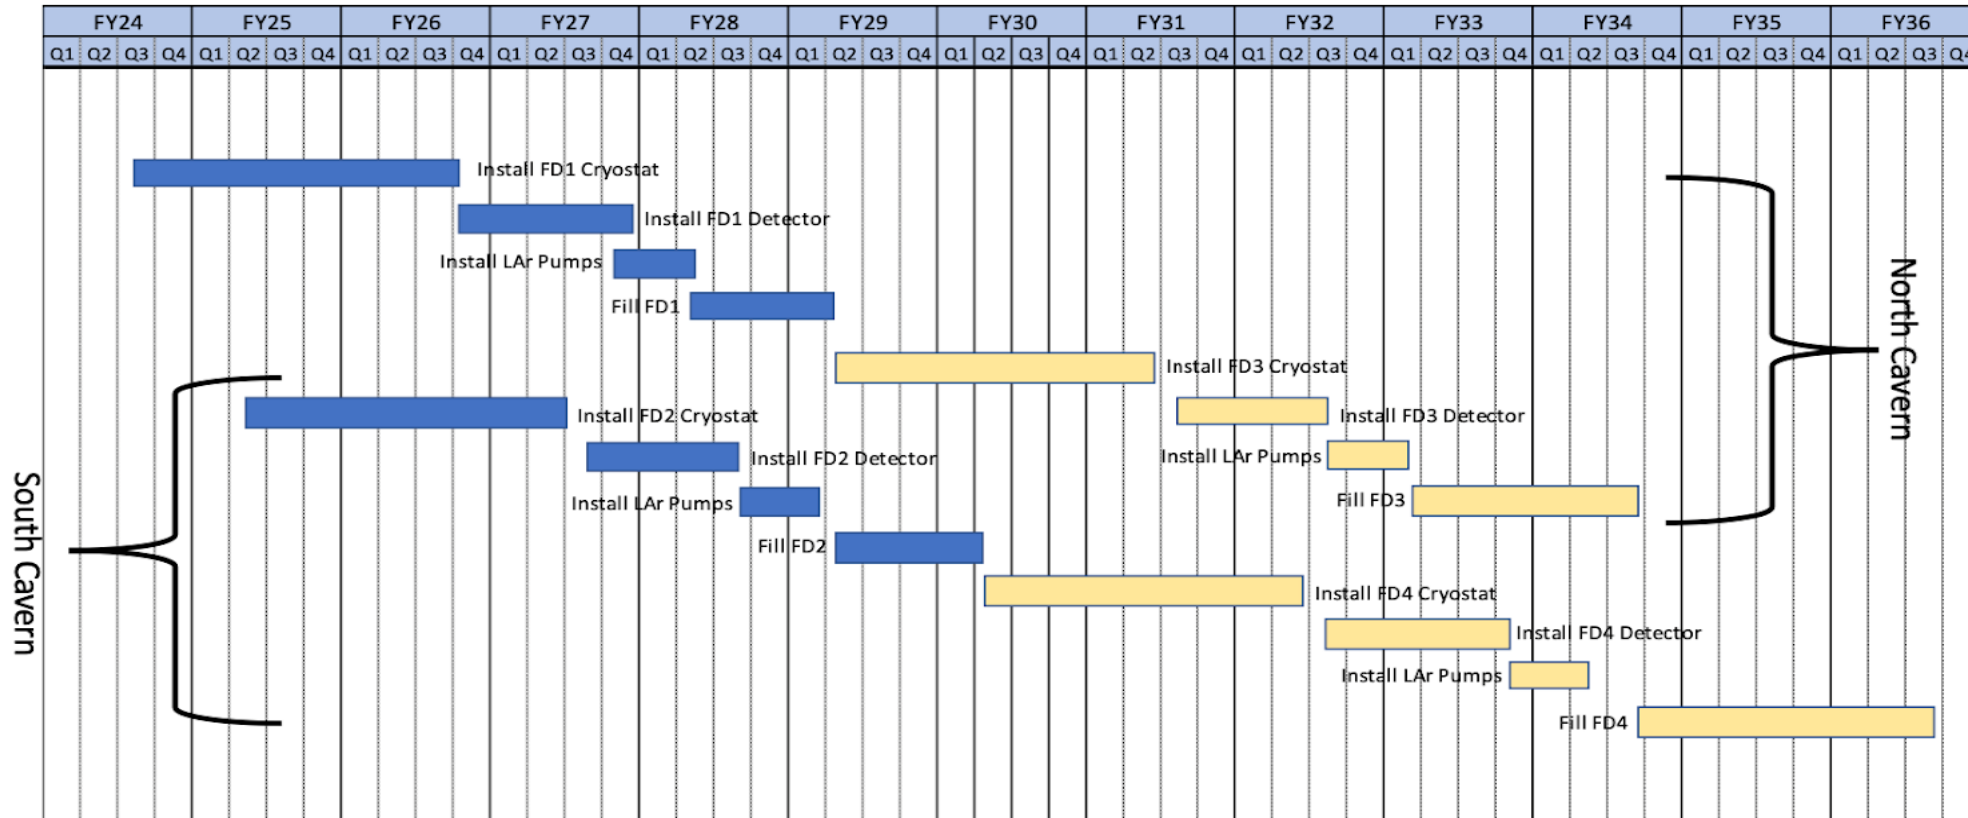 FY24 FY25 FY26 FY27 FY28 FY29 FY30 FY31 FY32 FY33 FY34 FY35 FY36
Q1 Q2 Q3 Q4 Q1 Q2 Q3 Q4 Q1 Q2 Q3 Q4 Q1 Q2 Q3 Q4 Q1 Q2 Q3 Q4 Q1 Q2 Q3 Q4 Q1 Q2 Q3 Q4 Q1 Q2 Q3 Q4 Q1 Q2 Q3 Q4 Q1 Q2 Q3 Q4 Q1 Q2 Q3 Q4 Q1 Q2 Q3 Q4 Q1 Q2 Q3 Q4
Install FD1 Cryostat
Install FD1 Detector
Install LAr Pumps
Fill FD1
North Cavern
Install FD3 Cryostat
Install FD2 Cryostat
Install FD3 Detector
Install FD2 Detector
Install LAr Pumps
Install LAr Pumps
Fill FD3
South Cavern
Fill FD2
Install FD4 Cryostat
Install FD4 Detector
Install LAr Pumps
Fill FD4